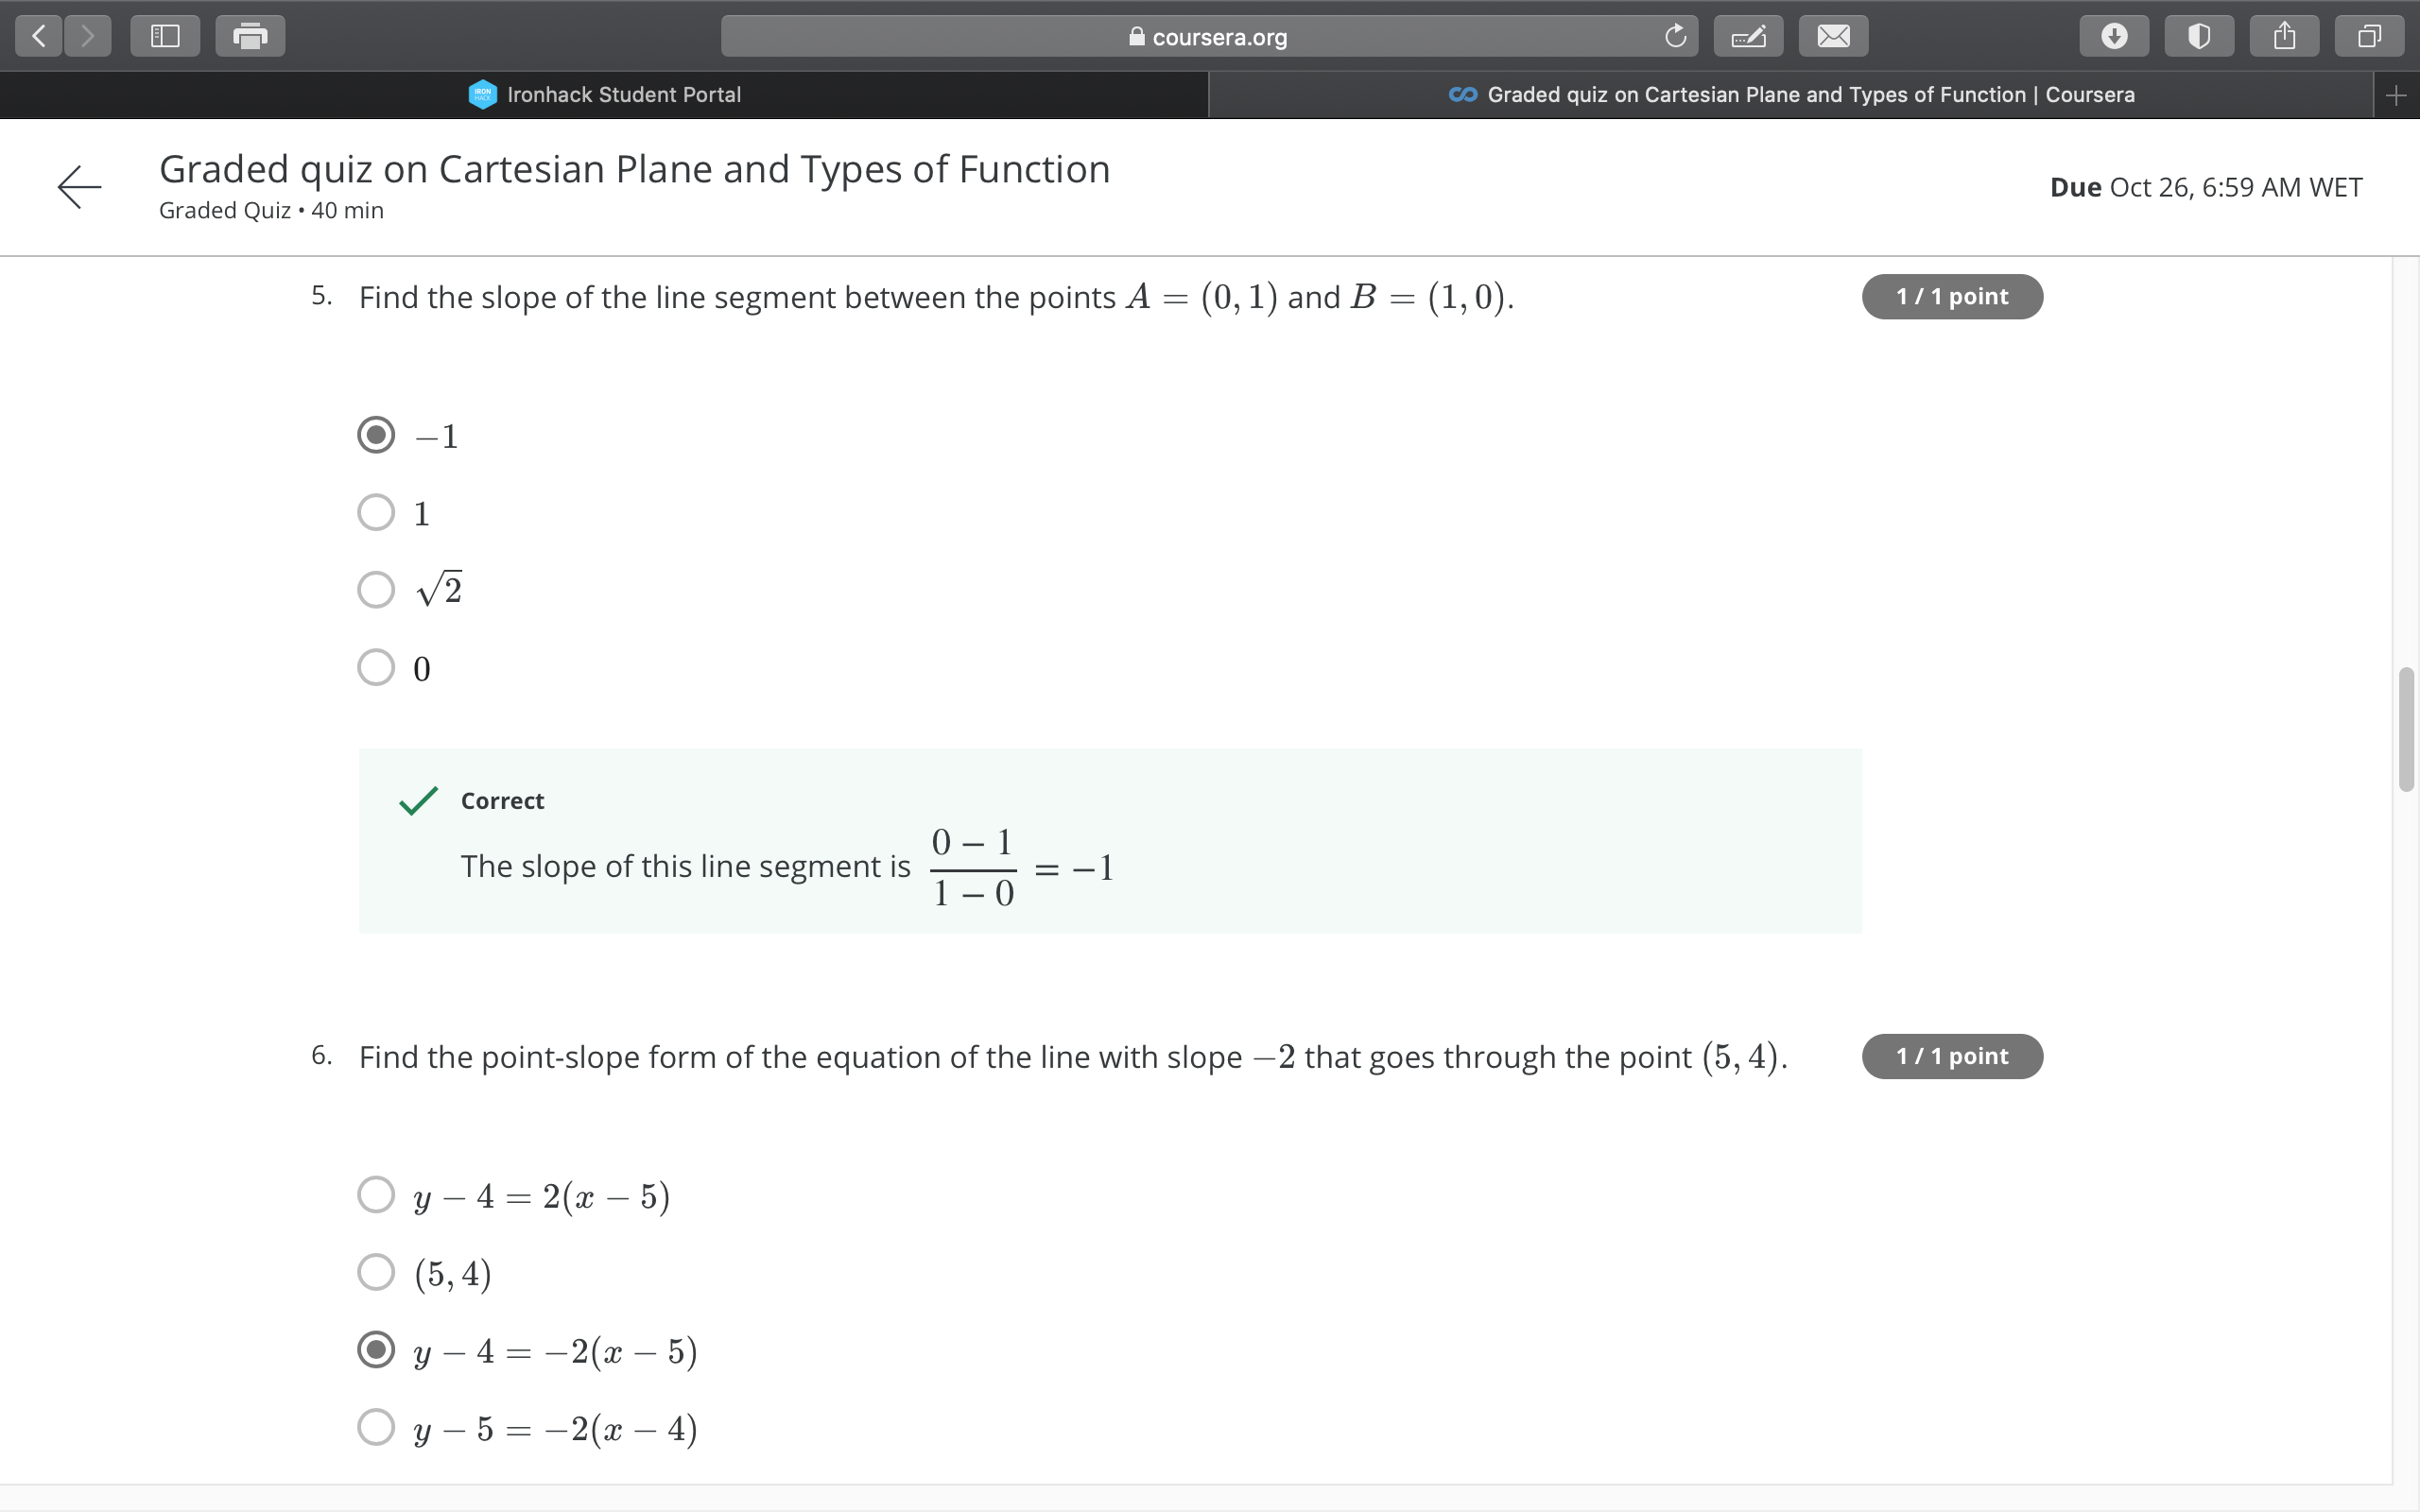 coursera.org
IRON
HACK
Ironhack Student Portal
Graded quiz on Cartesian Plane and Types of Function | Coursera
Graded quiz on Cartesian Plane and Types of Function
Graded Quiz • 40 min
Due Oct 26, 6:59 AM WET
5. Find the slope of the line segment between the points A = (0, 1) and B = (1, 0).
1 / 1 point
−1
1
√2
0
Correct
The slope of this line segment is (0 − 1)/(1 − 0) = −1
6. Find the point-slope form of the equation of the line with slope −2 that goes through the point (5, 4).
1 / 1 point
y − 4 = 2(x − 5)
(5, 4)
y − 4 = −2(x − 5)
y − 5 = −2(x − 4)